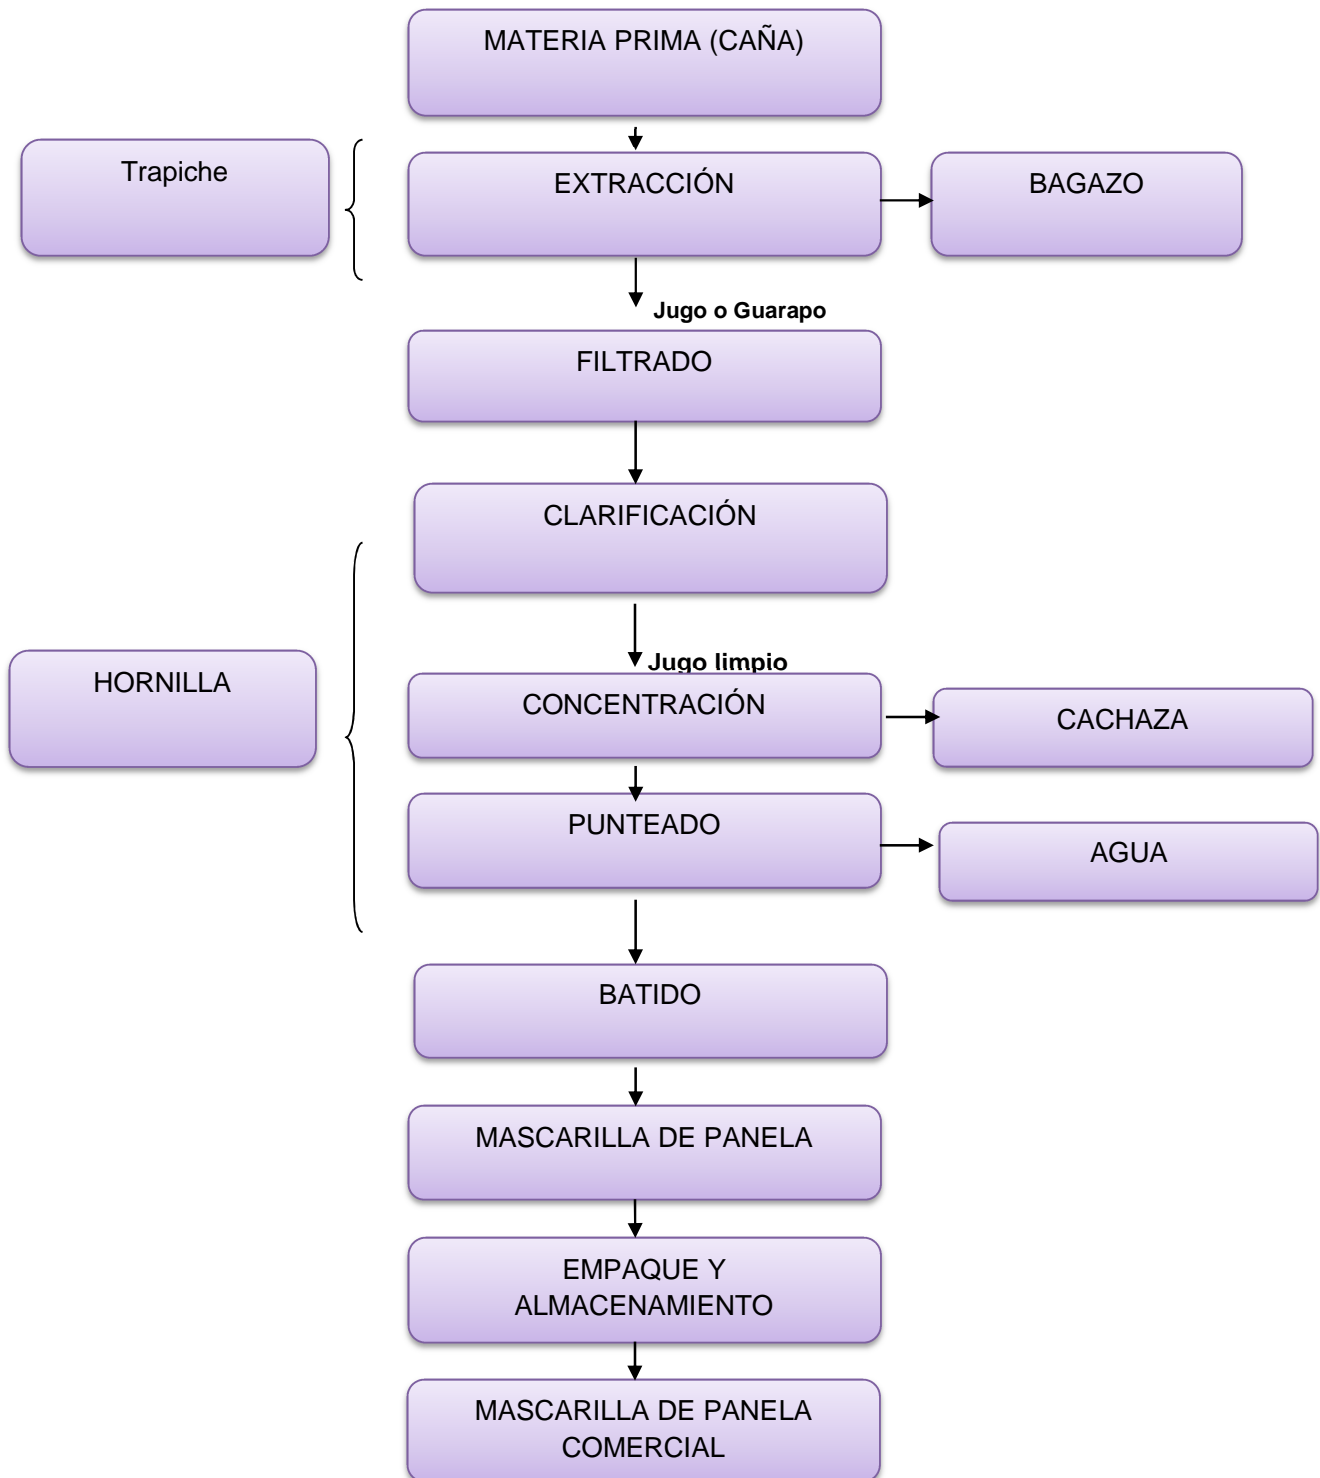 MATERIA PRIMA (CAÑA)
Trapiche
EXTRACCIÓN
BAGAZO
Jugo o Guarapo
FILTRADO
CLARIFICACIÓN
Jugo limpio
HORNILLA
CONCENTRACIÓN
CACHAZA
PUNTEADO
AGUA
BATIDO
MASCARILLA DE PANELA
EMPAQUE Y
ALMACENAMIENTO
MASCARILLA DE PANELA
COMERCIAL